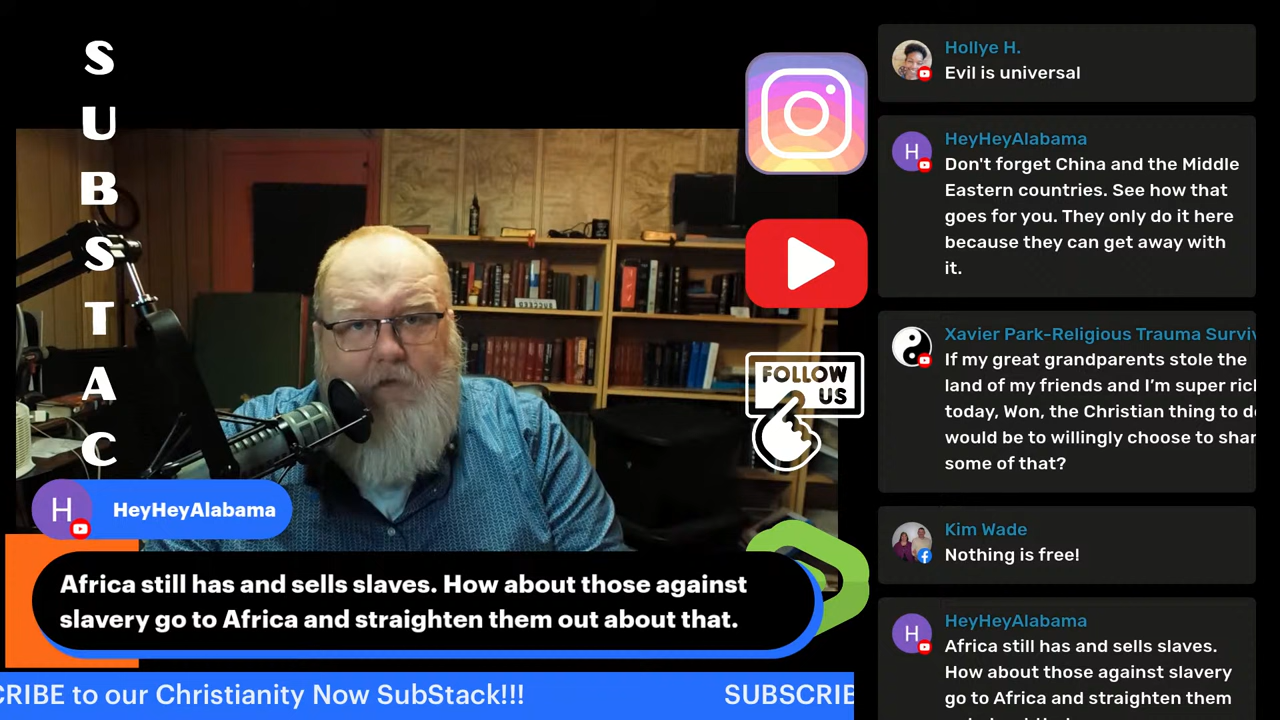 SUBSTAC
FOLLOW
US
H
HeyHeyAlabama
Africa still has and sells slaves. How about those against
slavery go to Africa and straighten them out about that.
CRIBE to our Christianity Now SubStack!!!
SUBSCRIBE
Hollye H.
Evil is universal
H
HeyHeyAlabama
Don't forget China and the Middle
Eastern countries. See how that
goes for you. They only do it here
because they can get away with
it.
Xavier Park-Religious Trauma Surviv
If my great grandparents stole the
land of my friends and I’m super rich
today, Won, the Christian thing to do
would be to willingly choose to shar
some of that?
Kim Wade
Nothing is free!
H
HeyHeyAlabama
Africa still has and sells slaves.
How about those against slavery
go to Africa and straighten them